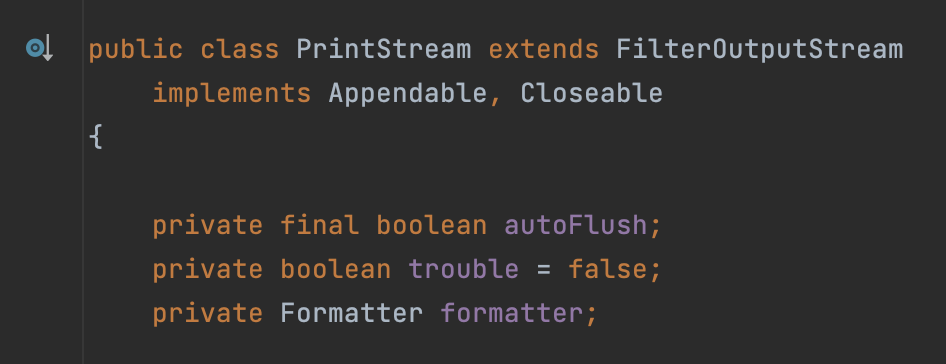 public class PrintStream extends FilterOutputStream
implements Appendable, Closeable
{
private final boolean autoFlush;
private boolean trouble = false;
private Formatter formatter;